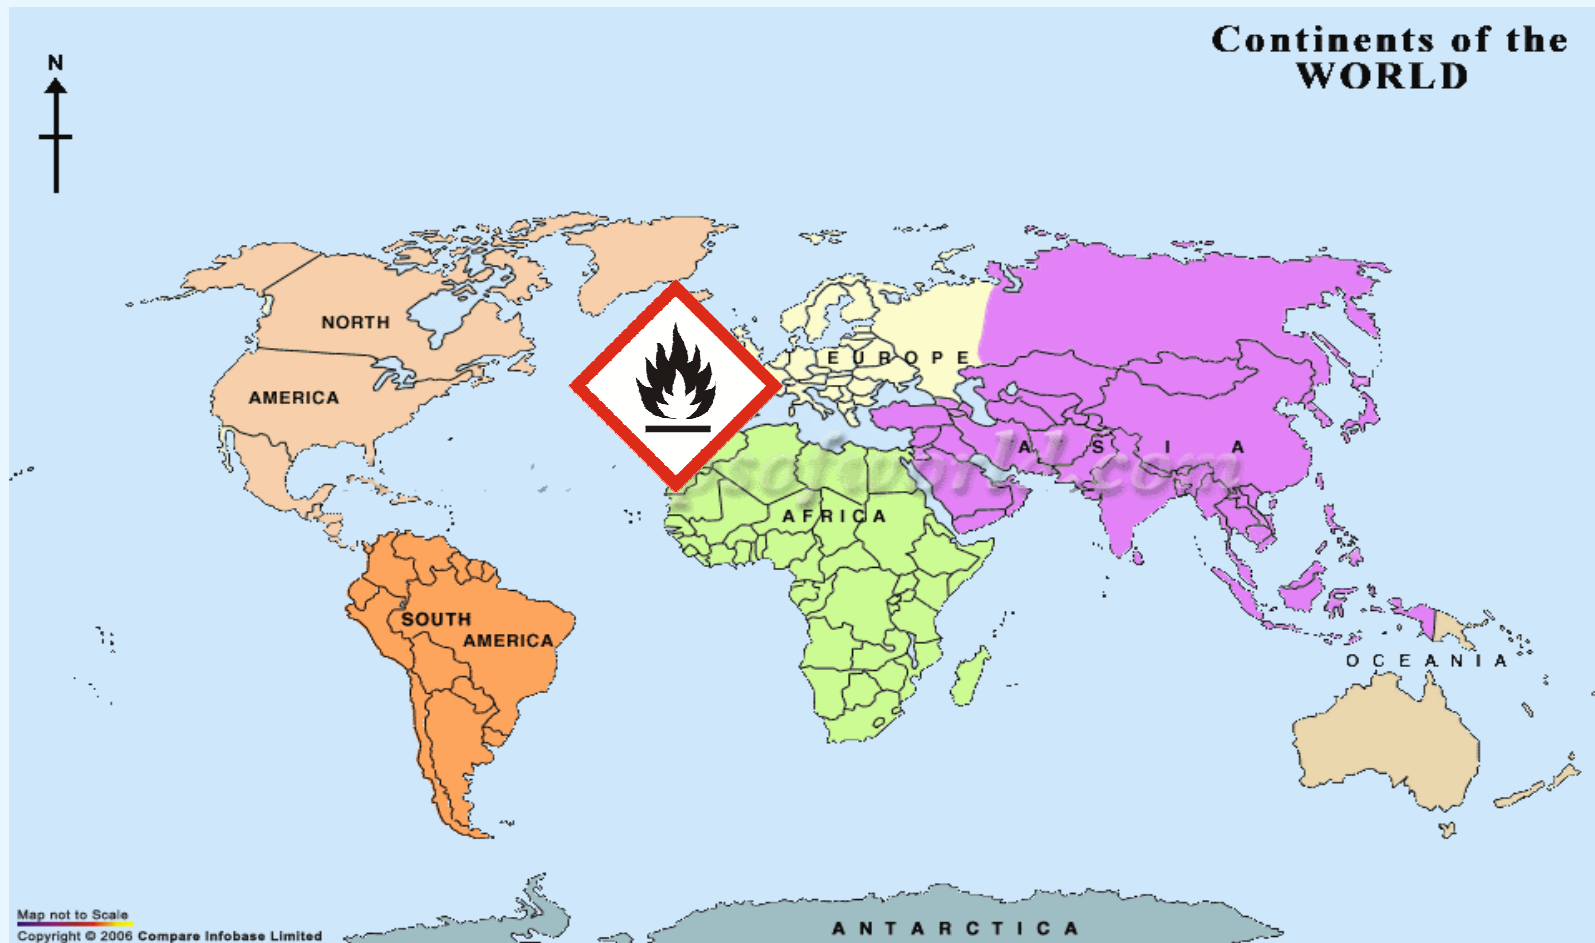 Continents of the
WORLD
N
NORTH
AMERICA
EUROPE
ASIA
AFRICA
SOUTH
AMERICA
OCEANIA
ANTARCTICA
Map not to Scale
Copyright © 2006 Compare Infobase Limited